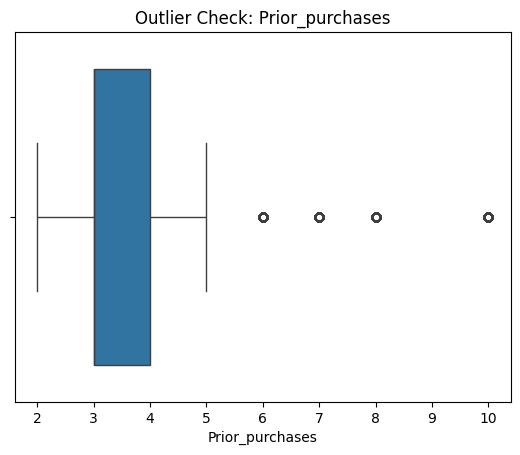 Outlier Check: Prior_purchases
2 3 4 5 6 7 8 9 10
Prior_purchases